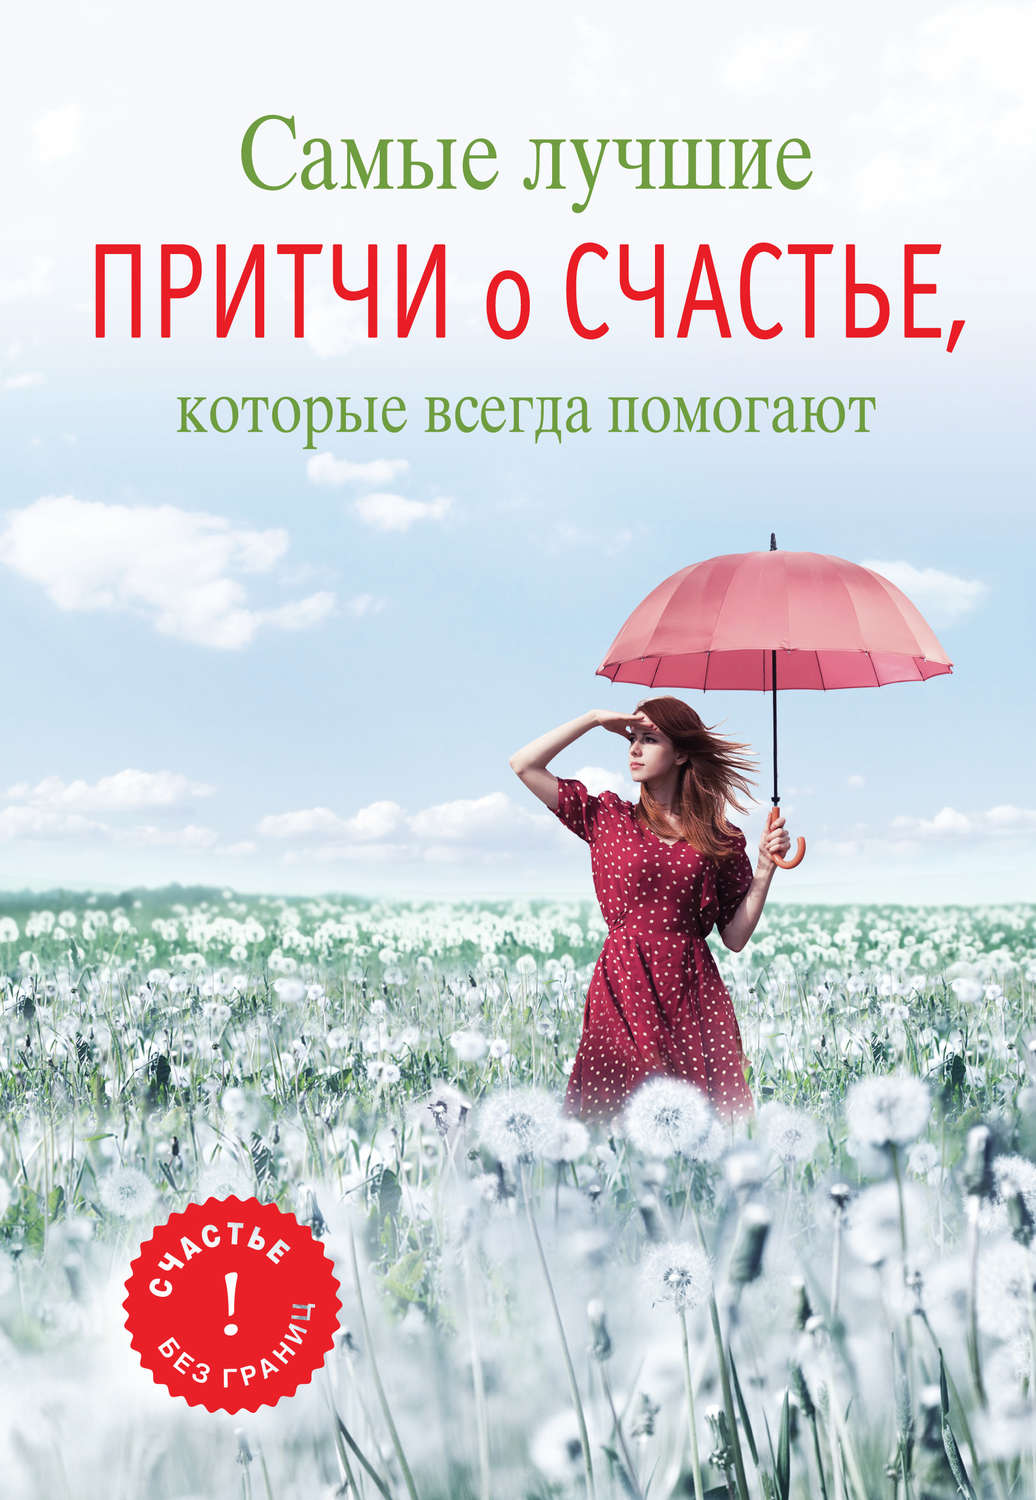 Самые лучшие
ПРИТЧИ о СЧАСТЬЕ,
которые всегда помогают
СЧАСТЬЕ
!
БЕЗ ГРАНИЦ